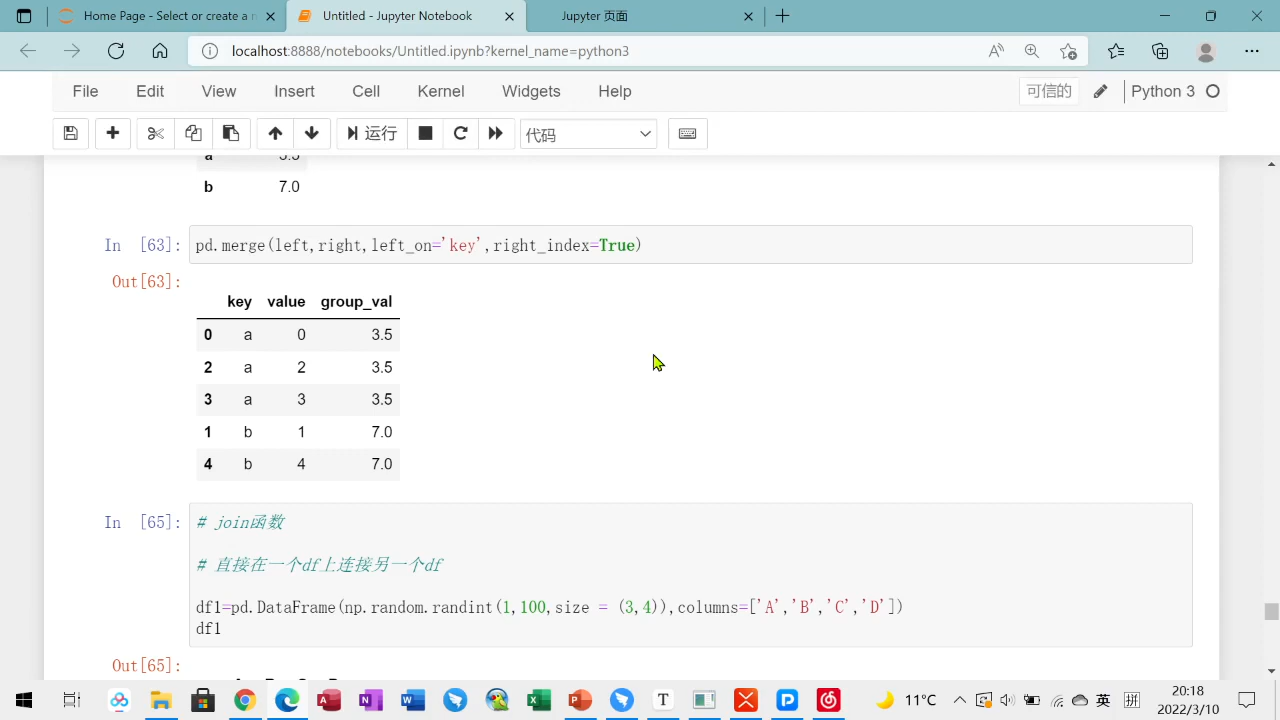 Home Page - Select or create a n
Untitled - Jupyter Notebook
Jupyter 页面
localhost:8888/notebooks/Untitled.ipynb?kernel_name=python3
File Edit View Insert Cell Kernel Widgets Help 可信的 Python 3
运行 代码
a 3.5
b 7.0
In [63]: pd.merge(left,right,left_on='key',right_index=True)
Out[63]:
key value group_val
0 a 0 3.5
2 a 2 3.5
3 a 3 3.5
1 b 1 7.0
4 b 4 7.0
In [65]: # join函数
# 直接在一个df上连接另一个df
df1=pd.DataFrame(np.random.randint(1,100,size = (3,4)),columns=['A','B','C','D'])
df1
Out[65]:
11°C 英 拼 20:18
2022/3/10